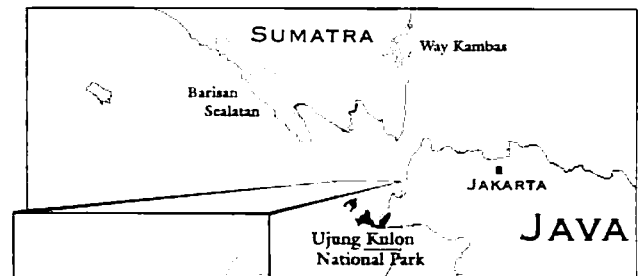 SUMATRA
Way Kambas
Barisan
Sealatan
JAKARTA
JAVA
Ujung Kulon
National Park